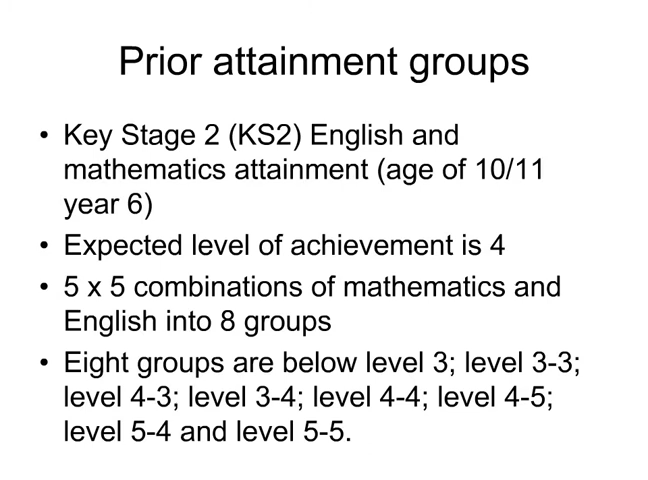 Prior attainment groups
• Key Stage 2 (KS2) English and
mathematics attainment (age of 10/11
year 6)
• Expected level of achievement is 4
• 5 x 5 combinations of mathematics and
English into 8 groups
• Eight groups are below level 3; level 3-3;
level 4-3; level 3-4; level 4-4; level 4-5;
level 5-4 and level 5-5.